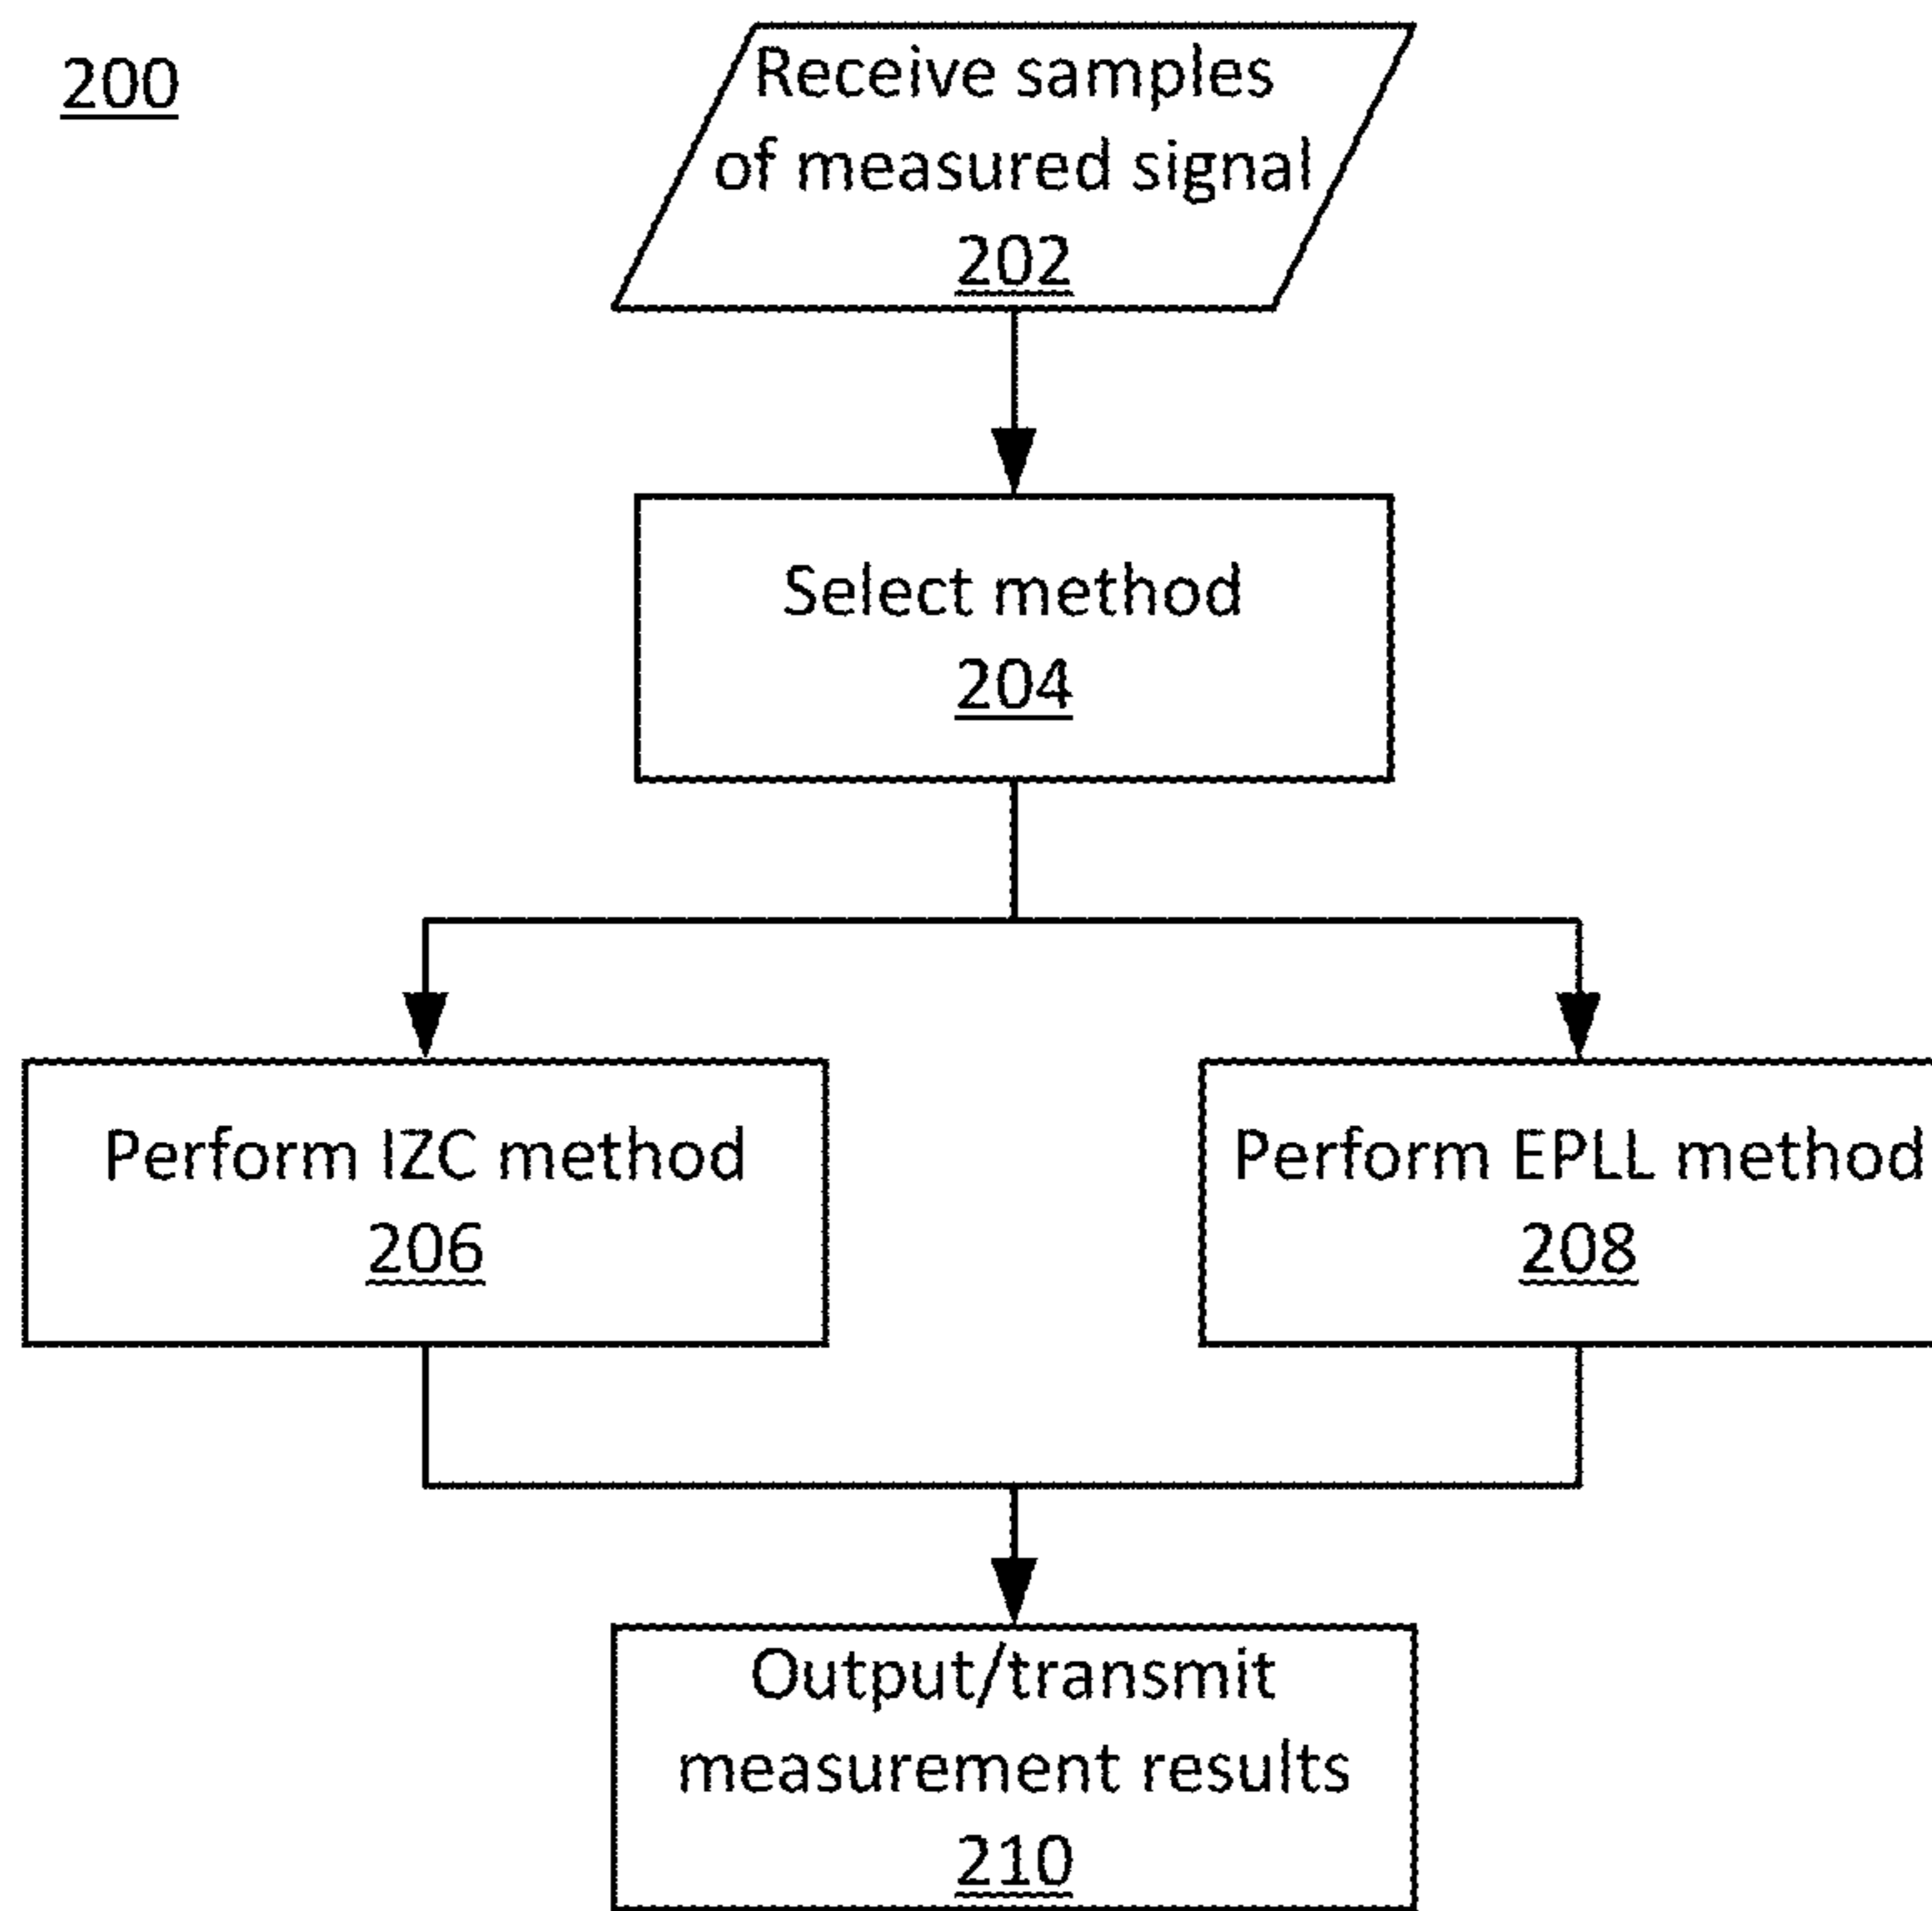 200
Receive samples
of measured signal
202
Select method
204
Perform IZC method
206
Perform EPLL method
208
Output/transmit
measurement results
210